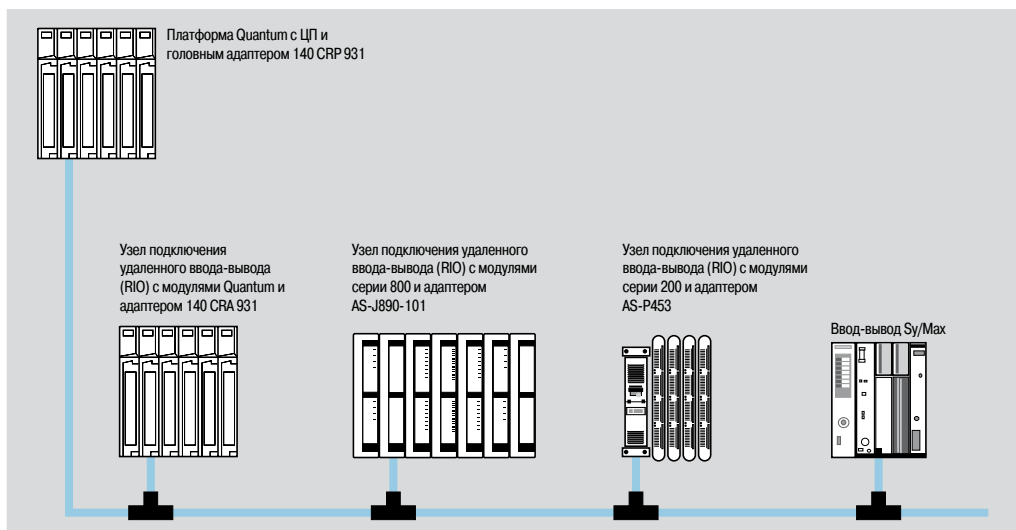 Платформа Quantum с ЦП и
головным адаптером 140 CRP 931
Узел подключения
удаленного ввода-вывода
(RIO) с модулями Quantum и
адаптером 140 CRA 931
Узел подключения удаленного
ввода-вывода (RIO) с модулями
серии 800 и адаптером
AS-J890-101
Узел подключения удаленного
ввода-вывода (RIO) с модулями
серии 200 и адаптером
AS-P453
Ввод-вывод Sy/Max